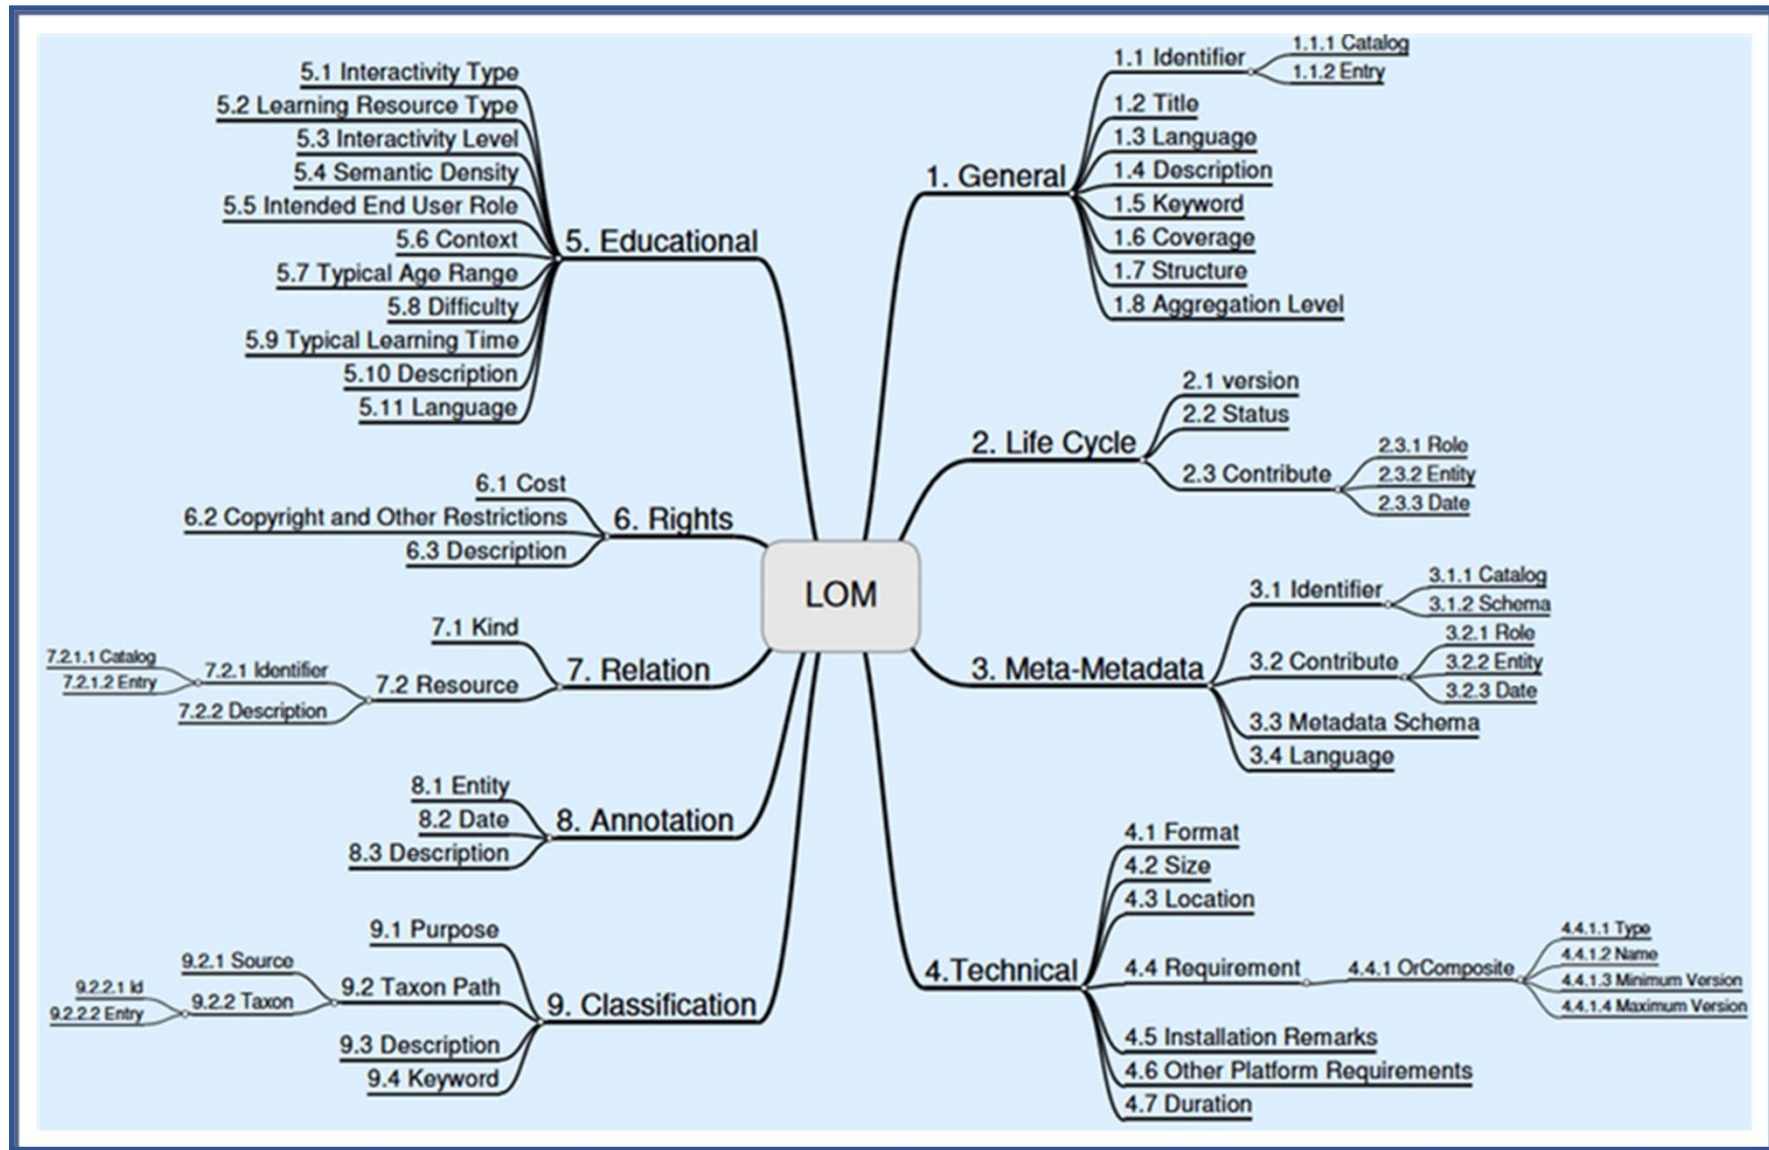 LOM
1. General
1.1 Identifier
1.1.1 Catalog
1.1.2 Entry
1.2 Title
1.3 Language
1.4 Description
1.5 Keyword
1.6 Coverage
1.7 Structure
1.8 Aggregation Level
2. Life Cycle
2.1 version
2.2 Status
2.3 Contribute
2.3.1 Role
2.3.2 Entity
2.3.3 Date
3. Meta-Metadata
3.1 Identifier
3.1.1 Catalog
3.1.2 Schema
3.2 Contribute
3.2.1 Role
3.2.2 Entity
3.2.3 Date
3.3 Metadata Schema
3.4 Language
4.Technical
4.1 Format
4.2 Size
4.3 Location
4.4 Requirement
4.4.1 OrComposite
4.4.1.1 Type
4.4.1.2 Name
4.4.1.3 Minimum Version
4.4.1.4 Maximum Version
4.5 Installation Remarks
4.6 Other Platform Requirements
4.7 Duration
5. Educational
5.1 Interactivity Type
5.2 Learning Resource Type
5.3 Interactivity Level
5.4 Semantic Density
5.5 Intended End User Role
5.6 Context
5.7 Typical Age Range
5.8 Difficulty
5.9 Typical Learning Time
5.10 Description
5.11 Language
6. Rights
6.1 Cost
6.2 Copyright and Other Restrictions
6.3 Description
7. Relation
7.1 Kind
7.2 Resource
7.2.1 Identifier
7.2.1.1 Catalog
7.2.1.2 Entry
7.2.2 Description
8. Annotation
8.1 Entity
8.2 Date
8.3 Description
9. Classification
9.1 Purpose
9.2 Taxon Path
9.2.1 Source
9.2.2 Taxon
9.2.2.1 Id
9.2.2.2 Entry
9.3 Description
9.4 Keyword